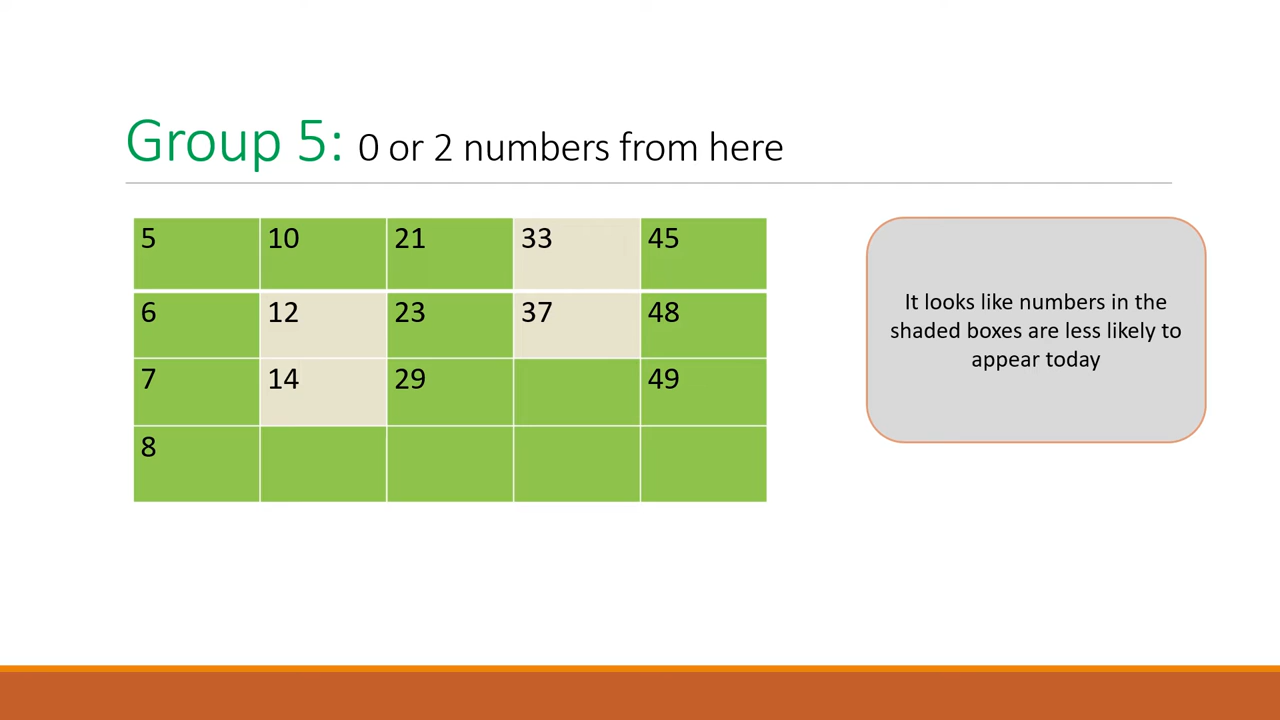 Group 5: 0 or 2 numbers from here
5 10 21 33 45
6 12 23 37 48
7 14 29 49
8
It looks like numbers in the
shaded boxes are less likely to
appear today